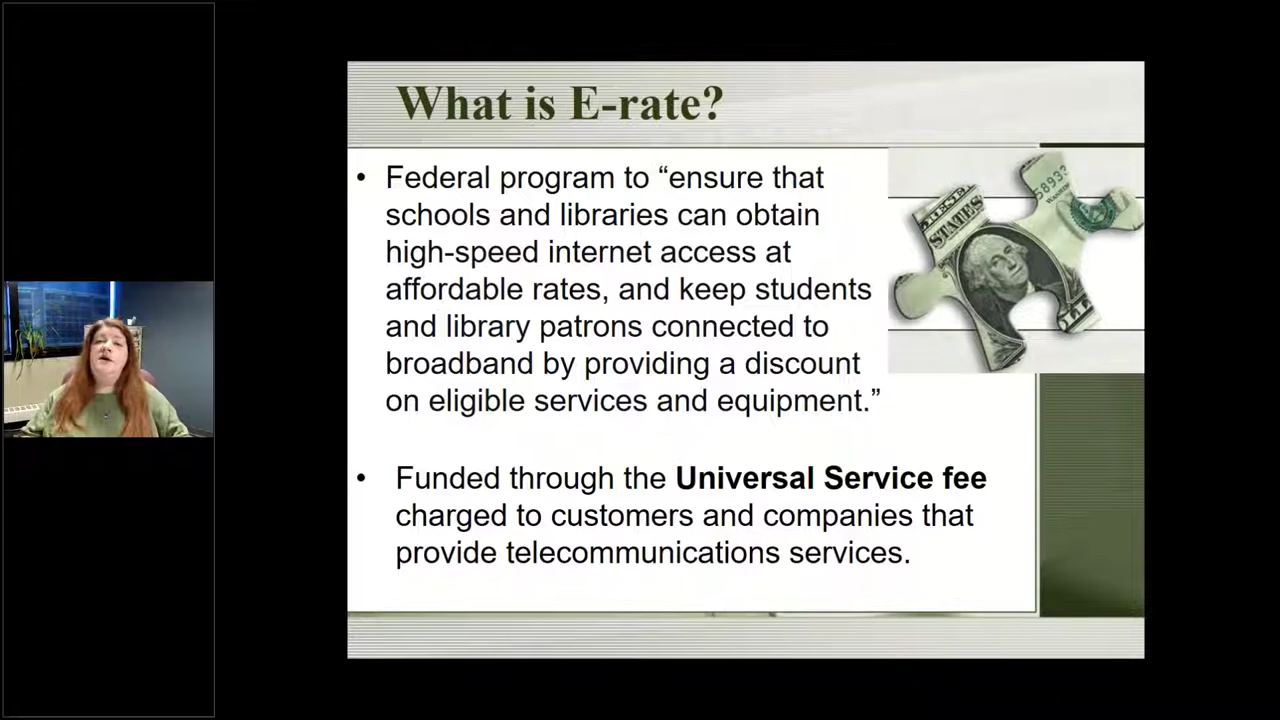 What is E-rate?
• Federal program to “ensure that
schools and libraries can obtain
high-speed internet access at
affordable rates, and keep students
and library patrons connected to
broadband by providing a discount
on eligible services and equipment.”
STATES
• Funded through the Universal Service fee
charged to customers and companies that
provide telecommunications services.